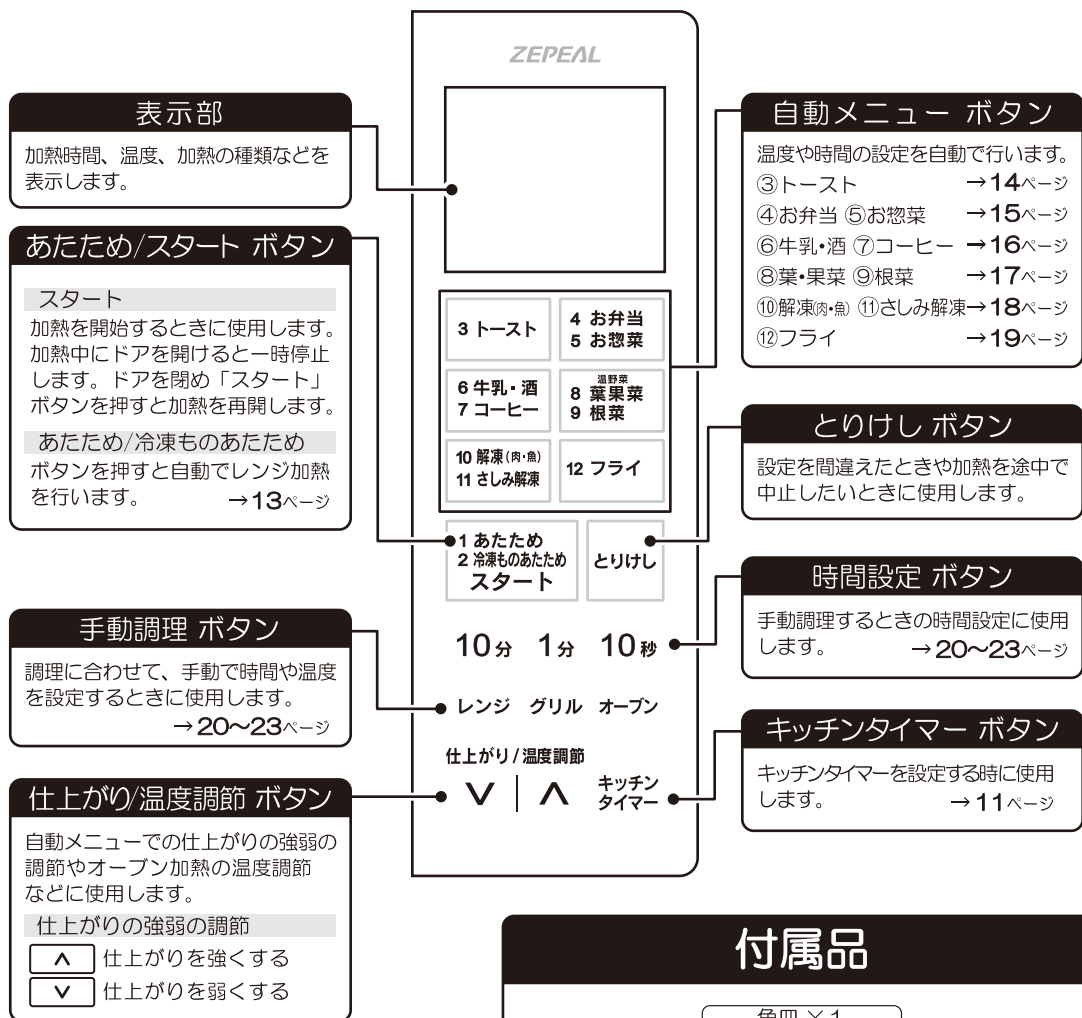 ZEPEAL
表示部
加熱時間、温度、加熱の種類などを
表示します。
あたため/スタート ボタン
スタート
加熱を開始するときに使用します。
加熱中にドアを開けると一時停止
します。ドアを閉め「スタート」
ボタンを押すと加熱を再開します。
あたため/冷凍ものあたため
ボタンを押すと自動でレンジ加熱
を行います。 →13ページ
手動調理 ボタン
調理に合わせて、手動で時間や温度
を設定するときに使用します。
→20〜23ページ
仕上がり/温度調節 ボタン
自動メニューでの仕上がりの強弱の
調節やオーブン加熱の温度調節
などに使用します。
仕上がりの強弱の調節
∧ 仕上がりを強くする
∨ 仕上がりを弱くする
3 トースト
4 お弁当
5 お惣菜
6 牛乳・酒
7 コーヒー
温野菜
8 葉果菜
9 根菜
10 解凍(肉・魚)
11 さしみ解凍
12 フライ
1 あたため
2 冷凍ものあたため
スタート
とりけし
10分 1分 10秒
レンジ グリル オーブン
仕上がり/温度調節
∨ | ∧
キッチン
タイマー
自動メニュー ボタン
温度や時間の設定を自動で行います。
③トースト →14ページ
④お弁当 ⑤お惣菜 →15ページ
⑥牛乳・酒 ⑦コーヒー →16ページ
⑧葉・果菜 ⑨根菜 →17ページ
⑩解凍(肉・魚) ⑪さしみ解凍→18ページ
⑫フライ →19ページ
とりけし ボタン
設定を間違えたときや加熱を途中で
中止したいときに使用します。
時間設定 ボタン
手動調理するときの時間設定に使用
します。 →20〜23ページ
キッチンタイマー ボタン
キッチンタイマーを設定する時に使用
します。 →11ページ
付属品
角皿×1